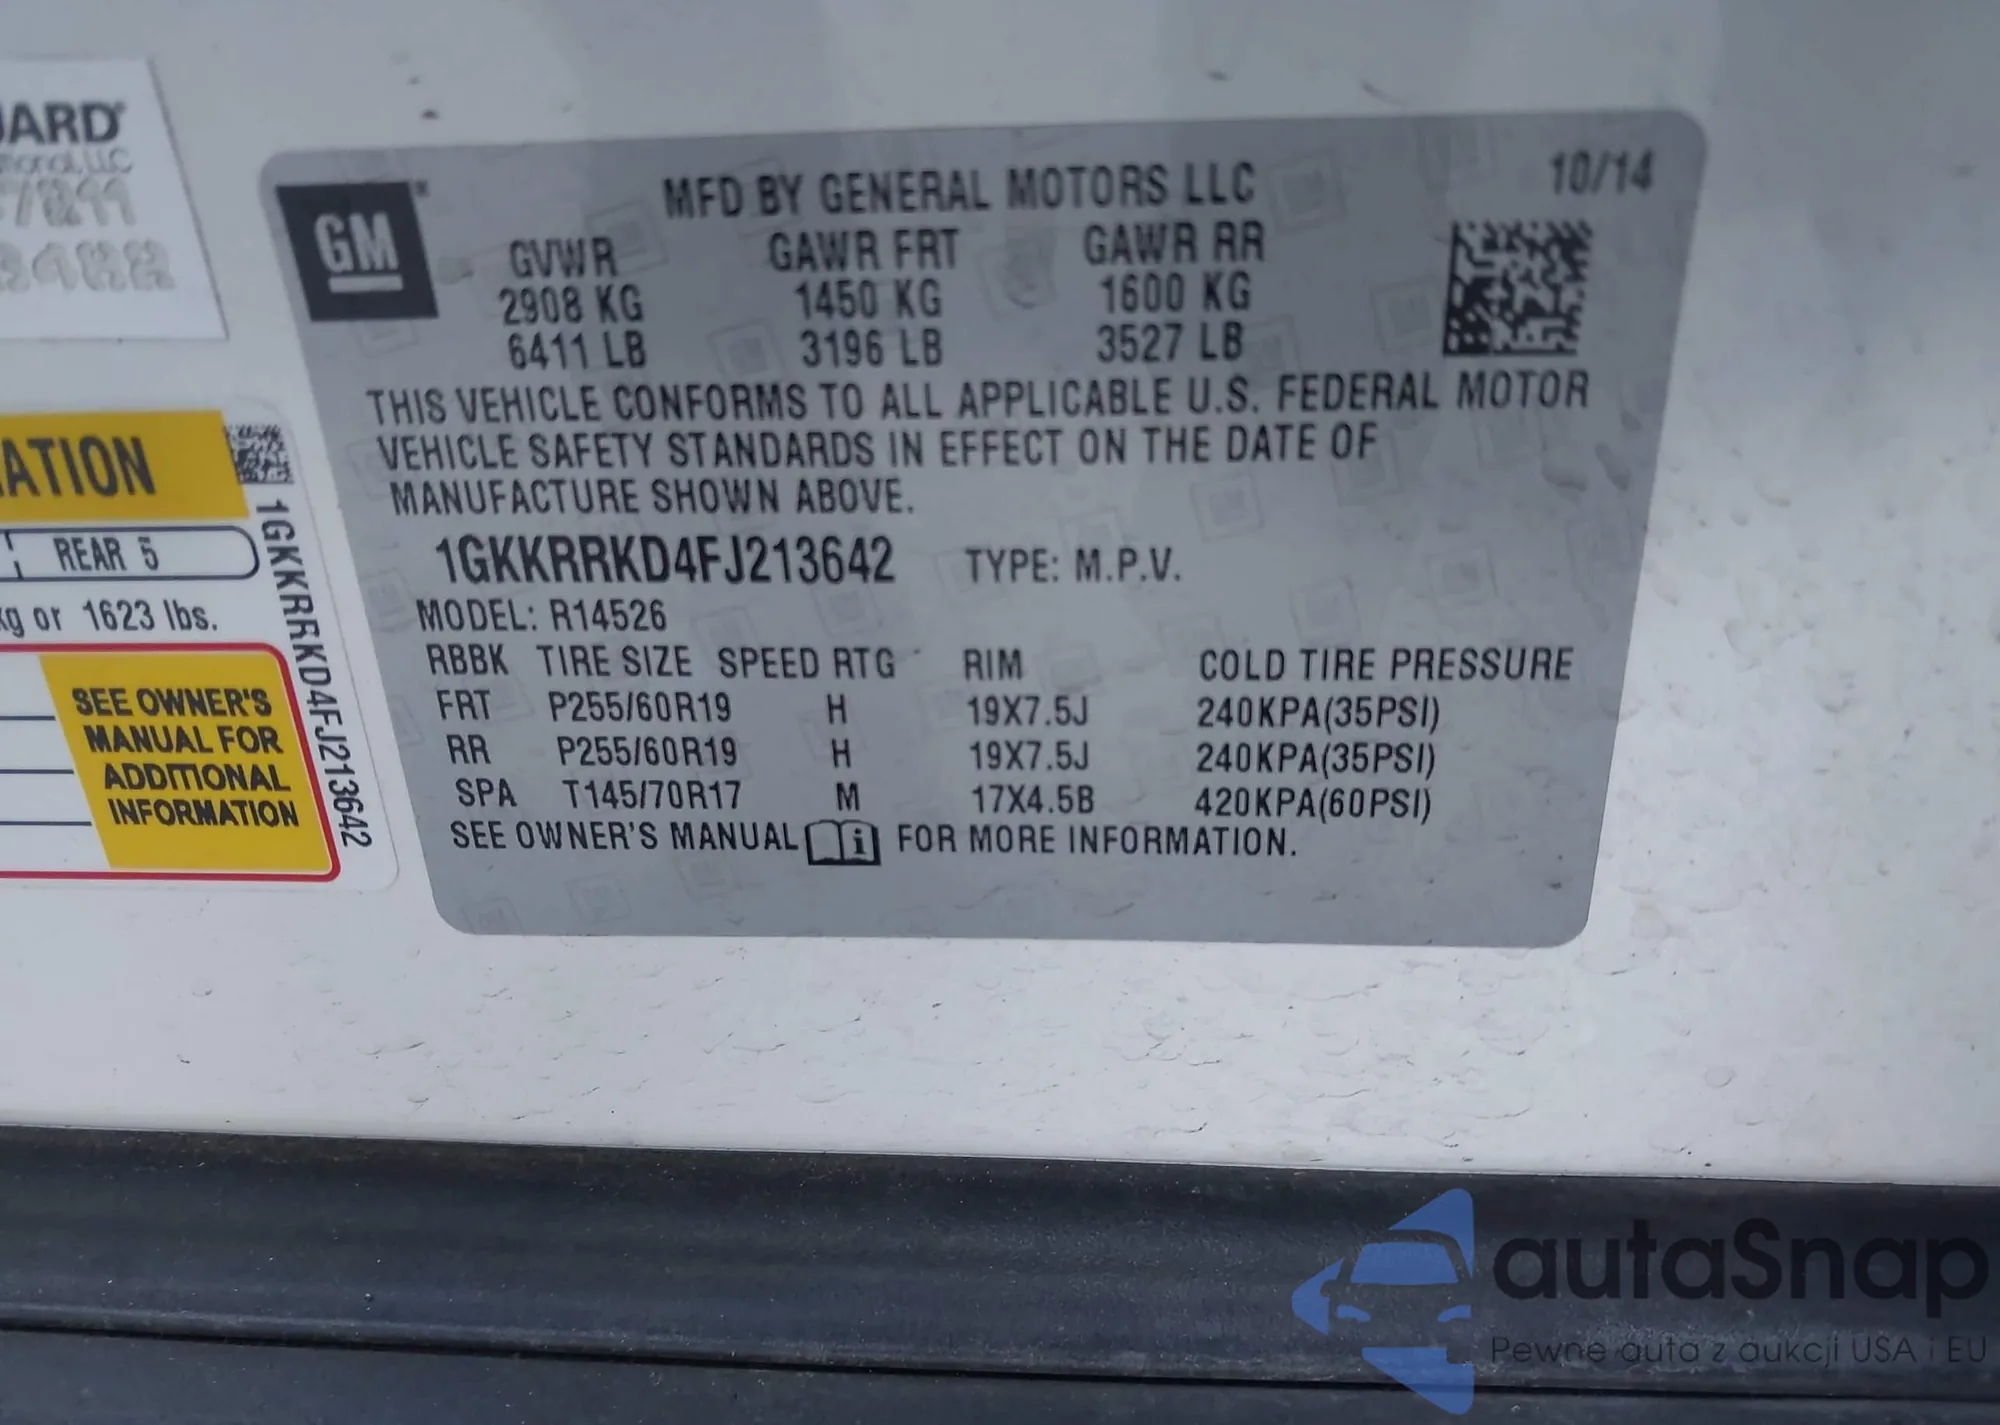 MFD BY GENERAL MOTORS LLC 10/14
GM
GVWR GAWR FRT GAWR RR
2908 KG 1450 KG 1600 KG
6411 LB 3196 LB 3527 LB
THIS VEHICLE CONFORMS TO ALL APPLICABLE U.S. FEDERAL MOTOR
VEHICLE SAFETY STANDARDS IN EFFECT ON THE DATE OF
MANUFACTURE SHOWN ABOVE.
1GKKRRKD4FJ213642 TYPE: M.P.V.
MODEL: R14526
RBBK TIRE SIZE SPEED RTG RIM COLD TIRE PRESSURE
FRT P255/60R19 H 19X7.5J 240KPA(35PSI)
RR P255/60R19 H 19X7.5J 240KPA(35PSI)
SPA T145/70R17 M 17X4.5B 420KPA(60PSI)
SEE OWNER'S MANUAL i FOR MORE INFORMATION.
LLC
REAR 5
kg or 1623 lbs.
SEE OWNER'S
MANUAL FOR
ADDITIONAL
INFORMATION
1GKKRRKD4FJ213642
autaSnap
Pewne auta z aukcji USA i EU